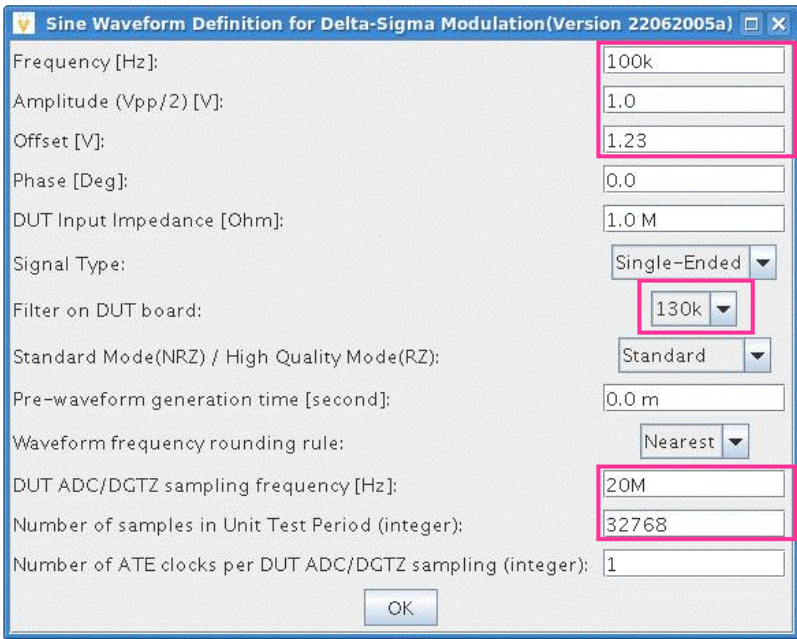 Sine Waveform Definition for Delta-Sigma Modulation(Version 22062005a)
Frequency [Hz]: 100k
Amplitude (Vpp/2) [V]: 1.0
Offset [V]: 1.23
Phase [Deg]: 0.0
DUT Input Impedance [Ohm]: 1.0 M
Signal Type: Single-Ended
Filter on DUT board: 130k
Standard Mode(NRZ) / High Quality Mode(RZ): Standard
Pre-waveform generation time [second]: 0.0 m
Waveform frequency rounding rule: Nearest
DUT ADC/DGTZ sampling frequency [Hz]: 20M
Number of samples in Unit Test Period (integer): 32768
Number of ATE clocks per DUT ADC/DGTZ sampling (integer): 1
OK